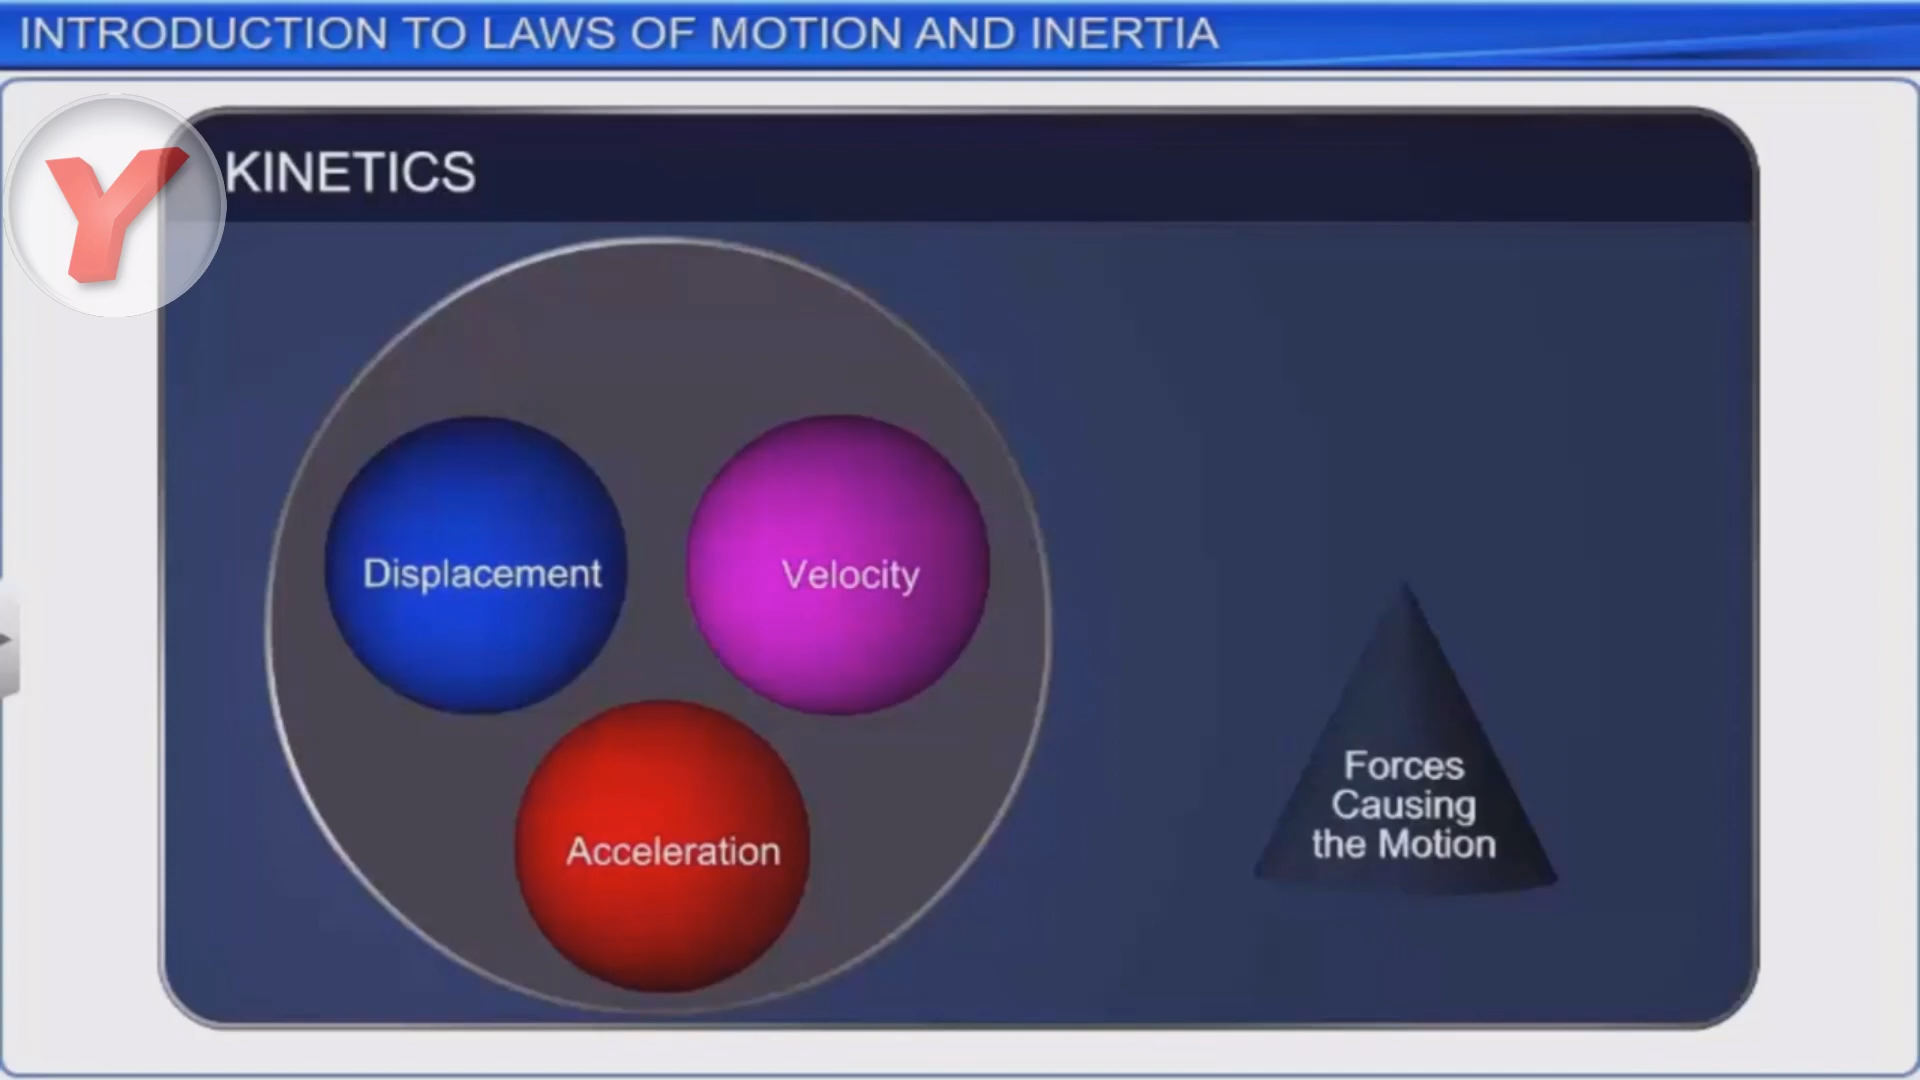 INTRODUCTION TO LAWS OF MOTION AND INERTIA
Y
KINETICS
Displacement
Velocity
Acceleration
Forces
Causing
the Motion